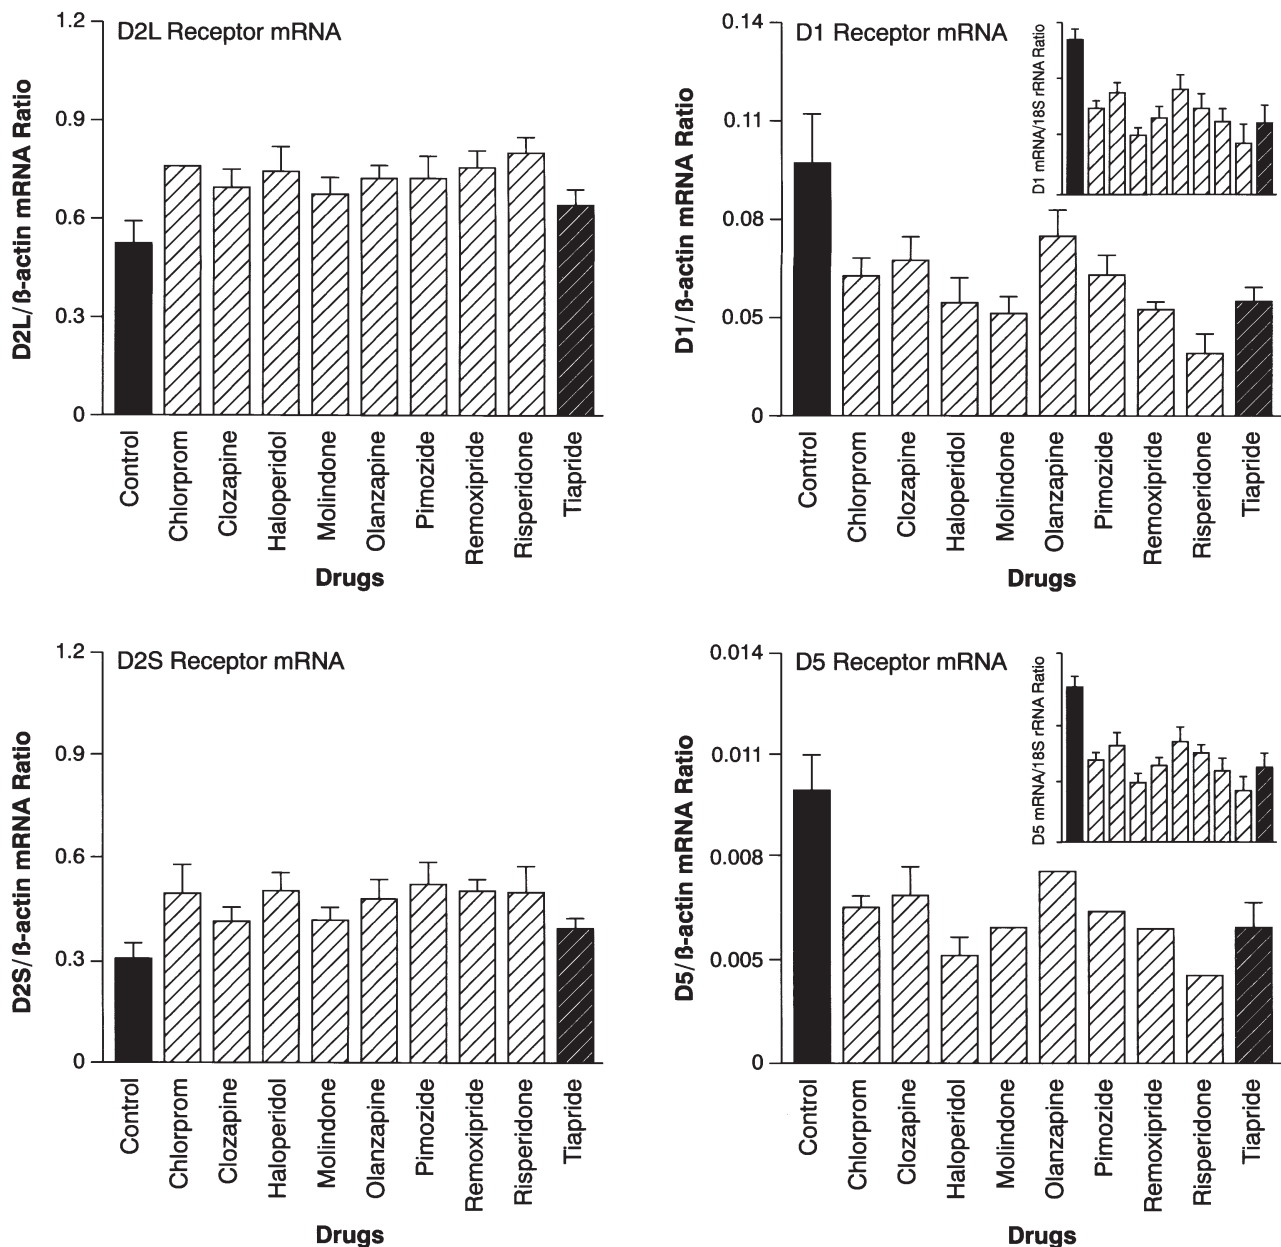 D2L Receptor mRNA
D2L/ß-actin mRNA Ratio
1.2
0.9
0.6
0.3
0
Control
Chlorprom
Clozapine
Haloperidol
Molindone
Olanzapine
Pimozide
Remoxipride
Risperidone
Tiapride
Drugs
D1 Receptor mRNA
D1/ß-actin mRNA Ratio
0.14
0.11
0.08
0.05
0
D1 mRNA/18S rRNA Ratio
Control
Chlorprom
Clozapine
Haloperidol
Molindone
Olanzapine
Pimozide
Remoxipride
Risperidone
Tiapride
Drugs
D2S Receptor mRNA
D2S/ß-actin mRNA Ratio
1.2
0.9
0.6
0.3
0
Control
Chlorprom
Clozapine
Haloperidol
Molindone
Olanzapine
Pimozide
Remoxipride
Risperidone
Tiapride
Drugs
D5 Receptor mRNA
D5/ß-actin mRNA Ratio
0.014
0.011
0.008
0.005
0
D5 mRNA/18S rRNA Ratio
Control
Chlorprom
Clozapine
Haloperidol
Molindone
Olanzapine
Pimozide
Remoxipride
Risperidone
Tiapride
Drugs